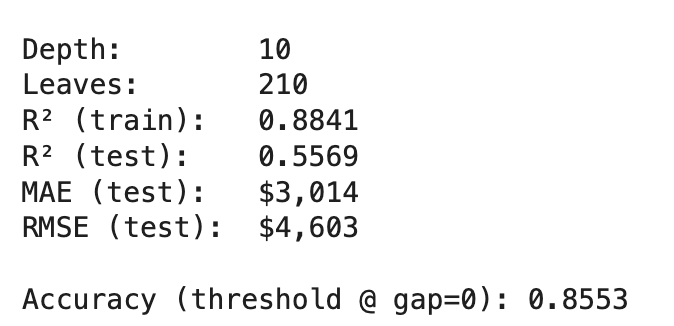 Depth: 10
Leaves: 210
R² (train): 0.8841
R² (test): 0.5569
MAE (test): $3,014
RMSE (test): $4,603
Accuracy (threshold @ gap=0): 0.8553